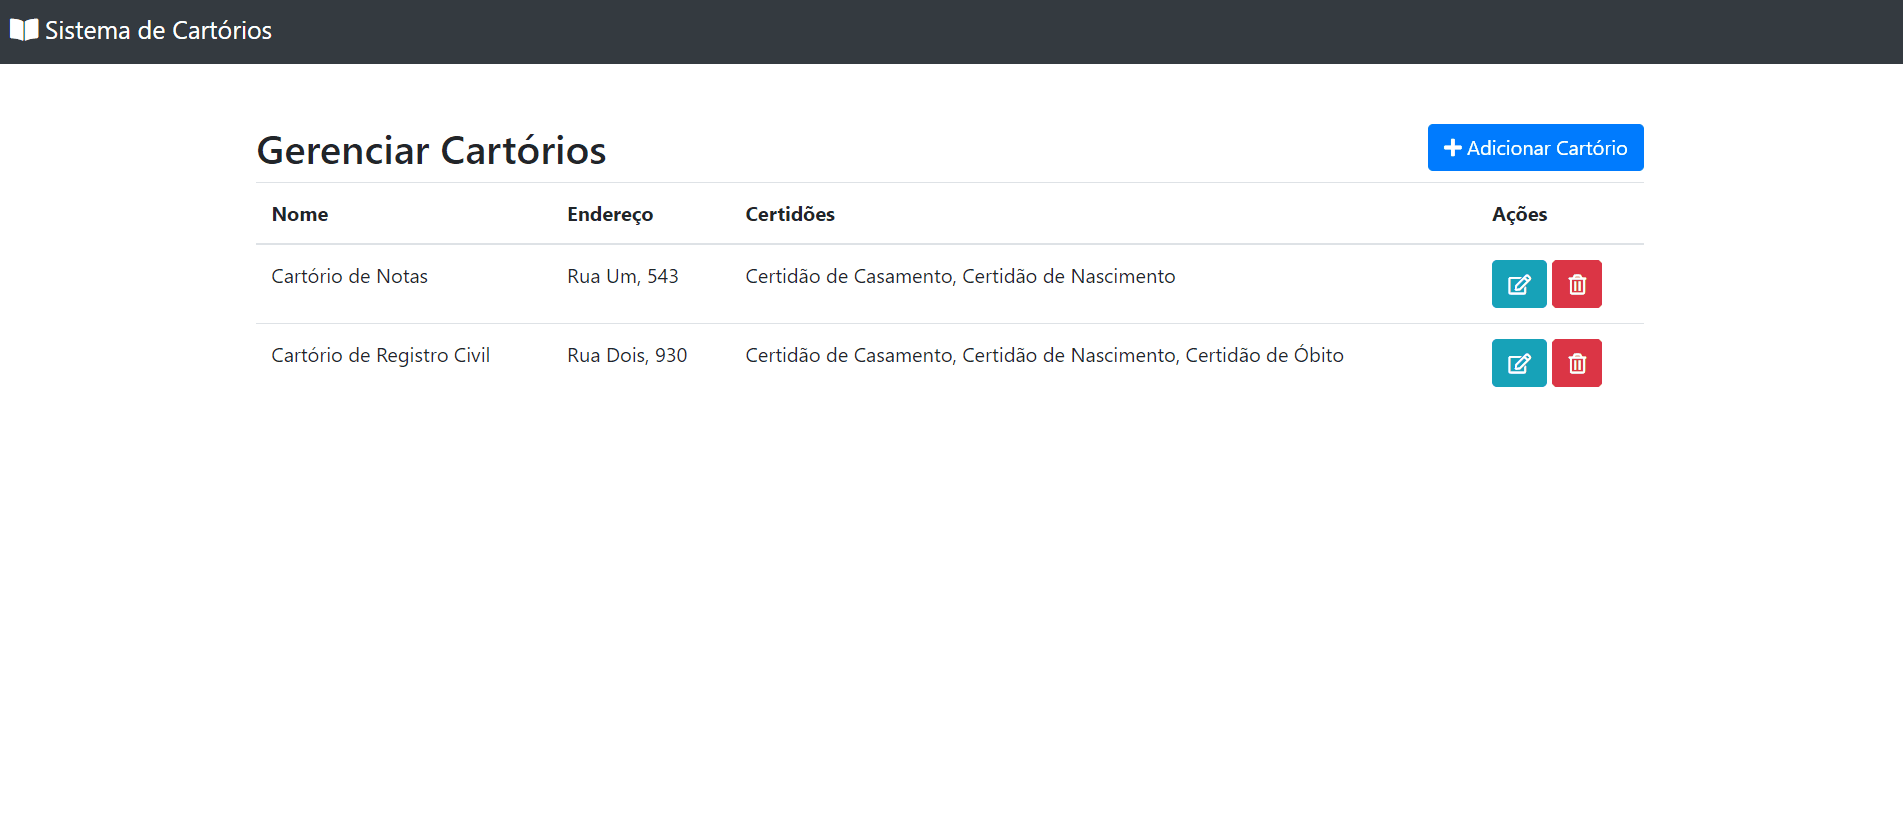 Sistema de Cartórios
Gerenciar Cartórios
Adicionar Cartório
Nome Endereço Certidões Ações
Cartório de Notas Rua Um, 543 Certidão de Casamento, Certidão de Nascimento
Cartório de Registro Civil Rua Dois, 930 Certidão de Casamento, Certidão de Nascimento, Certidão de Óbito